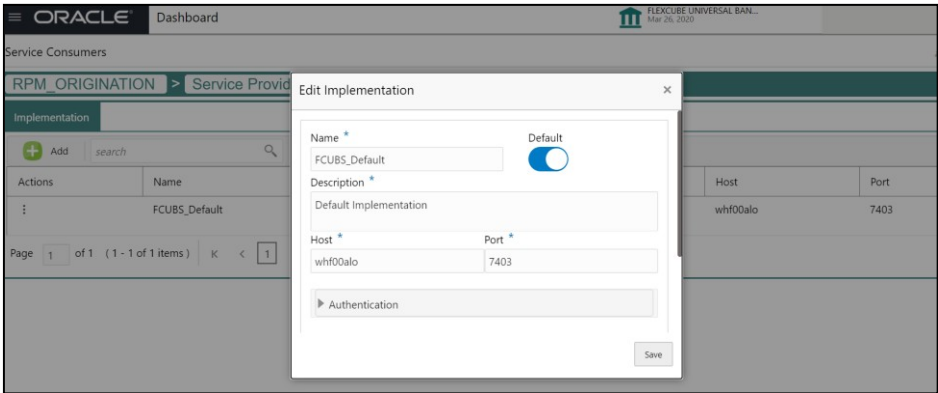 ORACLE® Dashboard FLEXCUBE UNIVERSAL BAN...
Mar 26, 2020
Service Consumers
RPM_ORIGINATION > Service Provid
Implementation
Add search
Actions Name Host Port
FCUBS_Default whf00alo 7403
Page 1 of 1 (1 - 1 of 1 items) K < 1
Edit Implementation ×
Name * Default
FCUBS_Default
Description *
Default Implementation
Host * Port *
whf00alo 7403
Authentication
Save